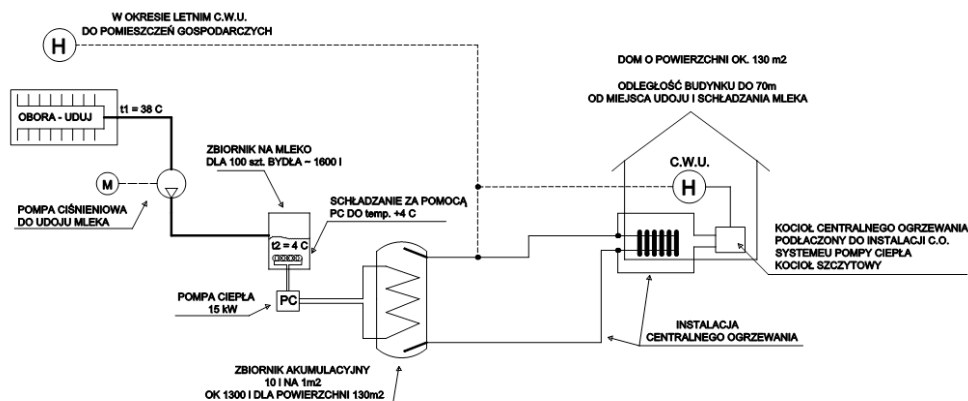 W OKRESIE LETNIM C.W.U.
DO POMIESZCZEŃ GOSPODARCZYCH
H
OBORA - UDUJ
t1 = 38 C
M
POMPA CIŚNIENIOWA
DO UDOJU MLEKA
ZBIORNIK NA MLEKO
DLA 100 szt. BYDŁA ~ 1600 l
SCHŁADZANIE ZA POMOCĄ
PC DO temp. +4 C
t2 = 4 C
POMPA CIEPŁA
15 kW
PC
ZBIORNIK AKUMULACYJNY
10 l NA 1m2
OK 1300 l DLA POWIERZCHNI 130m2
DOM O POWIERZCHNI OK. 130 m2
ODLEGŁOŚĆ BUDYNKU DO 70m
OD MIEJSCA UDOJU I SCHŁADZANIA MLEKA
C.W.U.
H
KOCIOŁ CENTRALNEGO OGRZEWANIA
PODŁACZONY DO INSTALACJI C.O.
SYSTEMEU POMPY CIEPŁA
KOCIOŁ SZCZYTOWY
INSTALACJA
CENTRALNEGO OGRZEWANIA